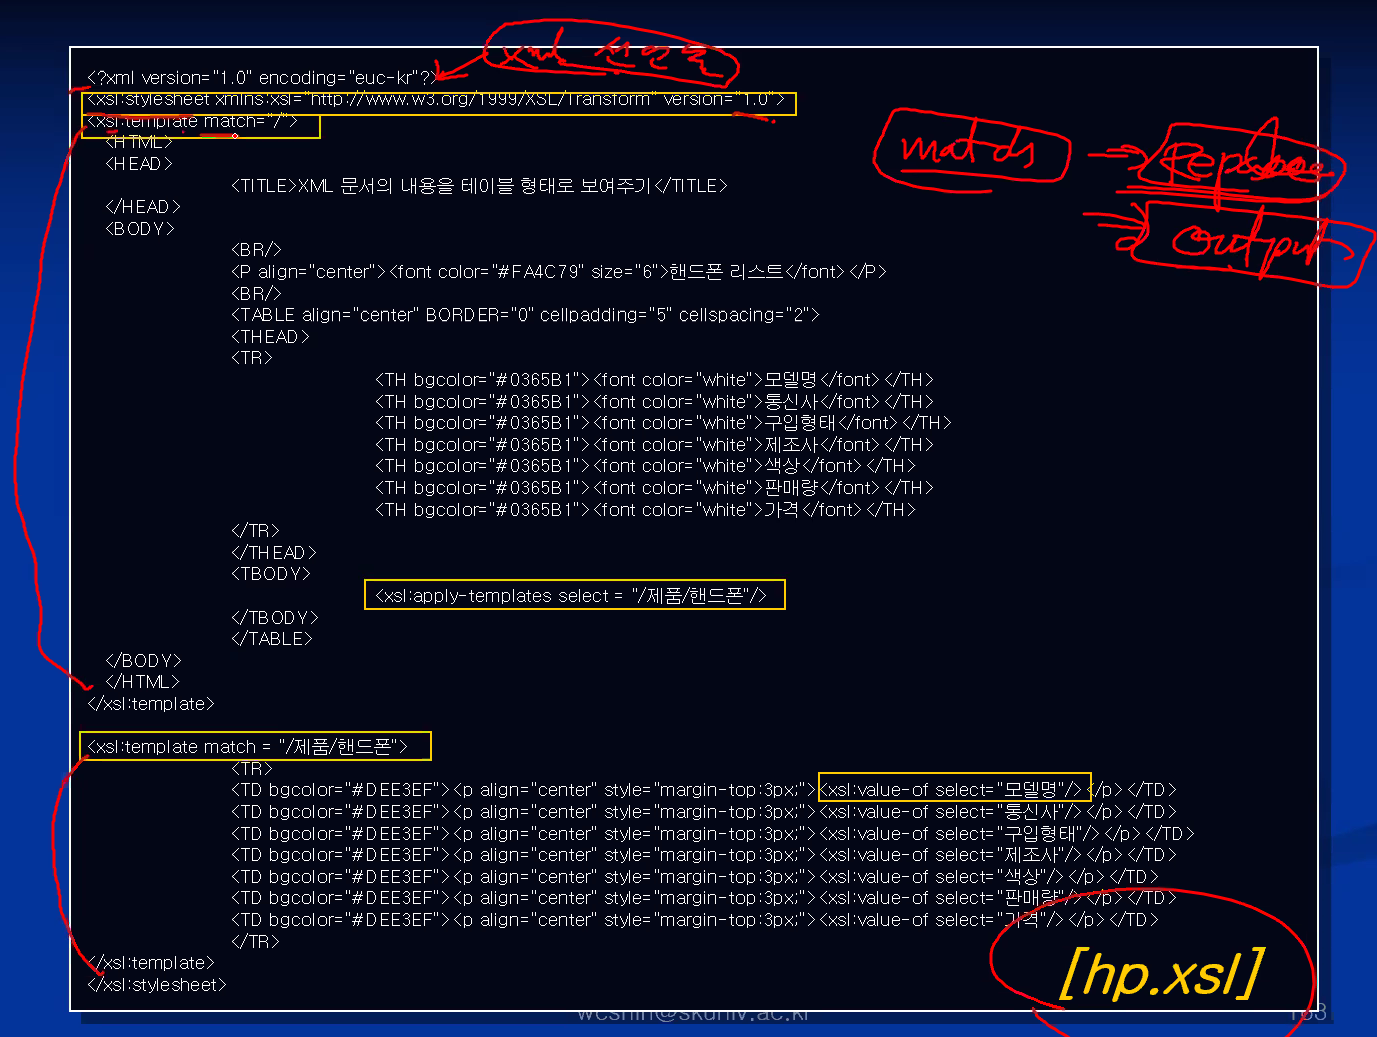 xml 선언문
<?xml version="1.0" encoding="euc-kr"?>
<xsl:stylesheet xmlns:xsl="http://www.w3.org/1999/XSL/Transform" version="1.0">
<xsl:template match="/">
<HTML>
<HEAD>
<TITLE>XML 문서의 내용을 테이블 형태로 보여주기</TITLE>
</HEAD>
<BODY>
<BR/>
<P align="center"><font color="#FA4C79" size="6">핸드폰 리스트</font></P>
<BR/>
<TABLE align="center" BORDER="0" cellpadding="5" cellspacing="2">
<THEAD>
<TR>
<TH bgcolor="#0365B1"><font color="white">모델명</font></TH>
<TH bgcolor="#0365B1"><font color="white">통신사</font></TH>
<TH bgcolor="#0365B1"><font color="white">구입형태</font></TH>
<TH bgcolor="#0365B1"><font color="white">제조사</font></TH>
<TH bgcolor="#0365B1"><font color="white">색상</font></TH>
<TH bgcolor="#0365B1"><font color="white">판매량</font></TH>
<TH bgcolor="#0365B1"><font color="white">가격</font></TH>
</TR>
</THEAD>
<TBODY>
<xsl:apply-templates select = "/제품/핸드폰"/>
</TBODY>
</TABLE>
</BODY>
</HTML>
</xsl:template>
<xsl:template match = "/제품/핸드폰">
<TR>
<TD bgcolor="#DEE3EF"><p align="center" style="margin-top:3px;"><xsl:value-of select="모델명"/></p></TD>
<TD bgcolor="#DEE3EF"><p align="center" style="margin-top:3px;"><xsl:value-of select="통신사"/></p></TD>
<TD bgcolor="#DEE3EF"><p align="center" style="margin-top:3px;"><xsl:value-of select="구입형태"/></p></TD>
<TD bgcolor="#DEE3EF"><p align="center" style="margin-top:3px;"><xsl:value-of select="제조사"/></p></TD>
<TD bgcolor="#DEE3EF"><p align="center" style="margin-top:3px;"><xsl:value-of select="색상"/></p></TD>
<TD bgcolor="#DEE3EF"><p align="center" style="margin-top:3px;"><xsl:value-of select="판매량"/></p></TD>
<TD bgcolor="#DEE3EF"><p align="center" style="margin-top:3px;"><xsl:value-of select="가격"/></p></TD>
</TR>
</xsl:template>
</xsl:stylesheet>
match
output
[hp.xsl]
wcshin@skuniv.ac.kr